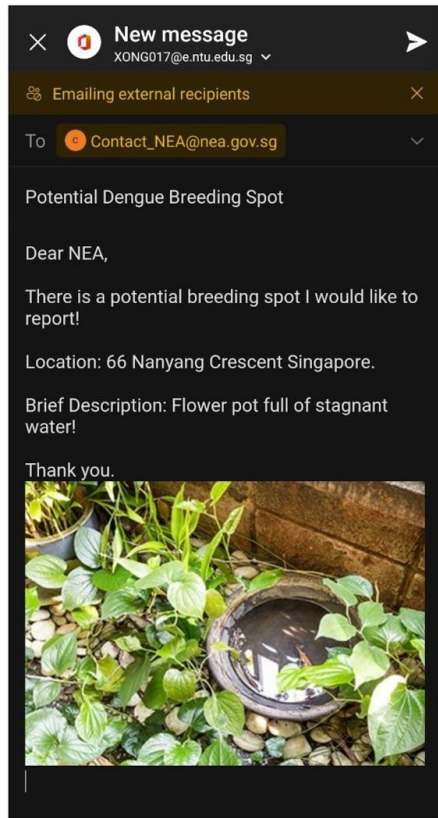 New message
XONG017@e.ntu.edu.sg
Emailing external recipients
To C Contact_NEA@nea.gov.sg
Potential Dengue Breeding Spot
Dear NEA,
There is a potential breeding spot I would like to
report!
Location: 66 Nanyang Crescent Singapore.
Brief Description: Flower pot full of stagnant
water!
Thank you.